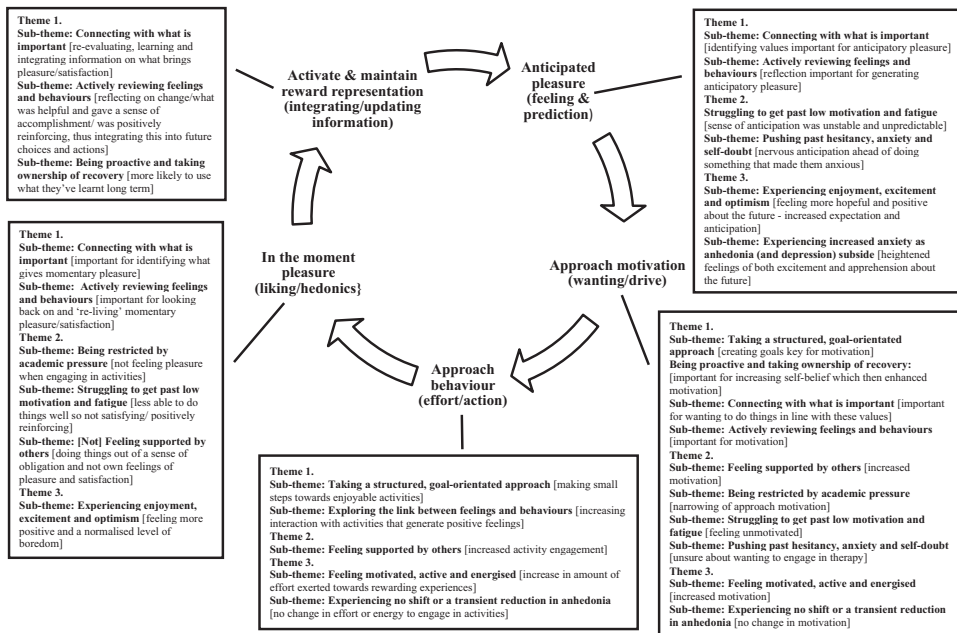 Theme 1.
Sub-theme: Connecting with what is
important [re-evaluating, learning and
integrating information on what brings
pleasure/satisfaction]
Sub-theme: Actively reviewing feelings
and behaviours [reflecting on change/what
was helpful and gave a sense of
accomplishment/ was positively
reinforcing, thus integrating this into future
choices and actions]
Sub-theme: Being proactive and taking
ownership of recovery [more likely to use
what they've learnt long term]
Activate & maintain
reward representation
(integrating/updating
information)
Anticipated
pleasure
(feeling &
prediction)
Theme 1.
Sub-theme: Connecting with what is important
[identifying values important for anticipatory pleasure]
Sub-theme: Actively reviewing feelings and
behaviours [reflection important for generating
anticipatory pleasure]
Theme 2.
Struggling to get past low motivation and fatigue
[sense of anticipation was unstable and unpredictable]
Sub-theme: Pushing past hesitancy, anxiety and
self-doubt [nervous anticipation ahead of doing
something that made them anxious]
Theme 3.
Sub-theme: Experiencing enjoyment, excitement
and optimism [feeling more hopeful and positive
about the future - increased expectation and
anticipation]
Sub-theme: Experiencing increased anxiety as
anhedonia (and depression) subside [heightened
feelings of both excitement and apprehension about
the future]
Theme 1.
Sub-theme: Connecting with what is
important [important for identifying what
gives momentary pleasure]
Sub-theme: Actively reviewing feelings
and behaviours [important for looking
back on and 're-living' momentary
pleasure/satisfaction]
Theme 2.
Sub-theme: Being restricted by
academic pressure [not feeling pleasure
when engaging in activities]
Sub-theme: Struggling to get past low
motivation and fatigue [less able to do
things well so not satisfying/ positively
reinforcing]
Sub-theme: [Not] Feeling supported by
others [doing things out of a sense of
obligation and not own feelings of
pleasure and satisfaction]
Theme 3.
Sub-theme: Experiencing enjoyment,
excitement and optimism [feeling more
positive and a normalised level of
boredom]
In the moment
pleasure
(liking/hedonics}
Approach motivation
(wanting/drive)
Approach
behaviour
(effort/action)
Theme 1.
Sub-theme: Taking a structured, goal-orientated
approach [creating goals key for motivation]
Being proactive and taking ownership of recovery:
[important for increasing self-belief which then enhanced
motivation]
Sub-theme: Connecting with what is important [important
for wanting to do things in line with these values]
Sub-theme: Actively reviewing feelings and behaviours
[important for motivation]
Theme 2.
Sub-theme: Feeling supported by others [increased
motivation]
Sub-theme: Being restricted by academic pressure
[narrowing of approach motivation]
Sub-theme: Struggling to get past low motivation and
fatigue [feeling unmotivated]
Sub-theme: Pushing past hesitancy, anxiety and self-doubt
[unsure about wanting to engage in therapy]
Theme 3.
Sub-theme: Feeling motivated, active and energised
[increased motivation]
Sub-theme: Experiencing no shift or a transient reduction
in anhedonia [no change in motivation]
Theme 1.
Sub-theme: Taking a structured, goal-orientated approach [making small
steps towards enjoyable activities]
Sub-theme: Exploring the link between feelings and behaviours [increasing
interaction with activities that generate positive feelings]
Theme 2.
Sub-theme: Feeling supported by others [increased activity engagement]
Theme 3.
Sub-theme: Feeling motivated, active and energised [increase in amount of
effort exerted towards rewarding experiences]
Sub-theme: Experiencing no shift or a transient reduction in anhedonia
[no change in effort or energy to engage in activities]